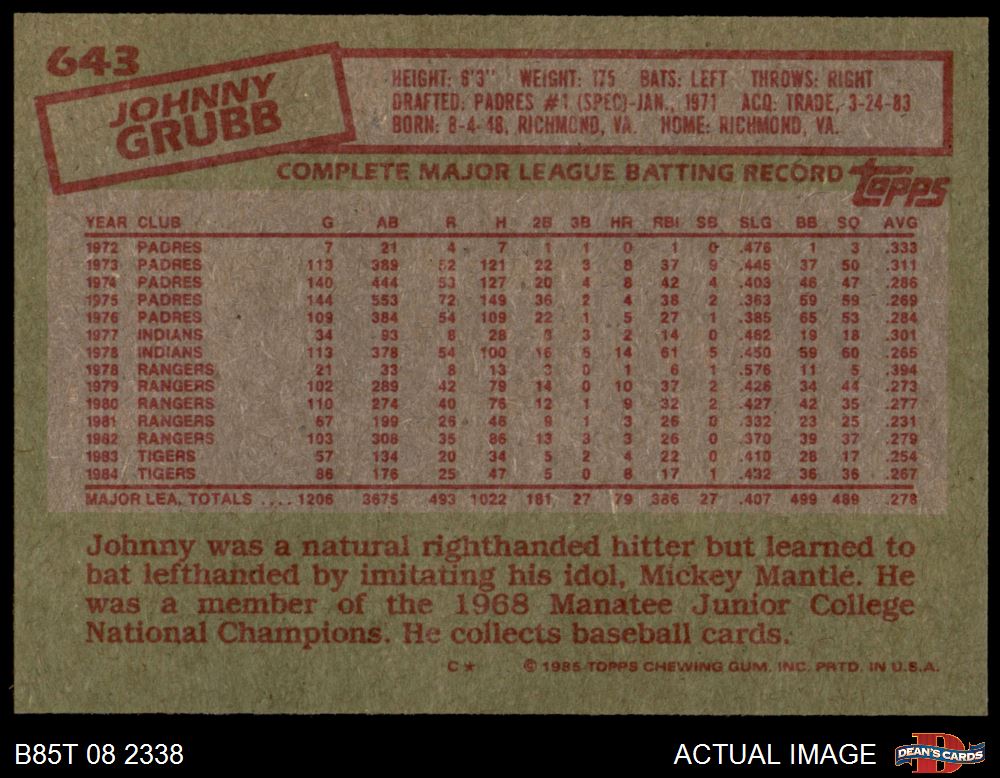 643
JOHNNY
GRUBB
HEIGHT: 6'3" WEIGHT: 175 BATS: LEFT THROWS: RIGHT
DRAFTED: PADRES #1 (SPEC)-JAN., 1971 ACQ: TRADE, 3-24-83
BORN: 8-4-48, RICHMOND, VA. HOME: RICHMOND, VA.
COMPLETE MAJOR LEAGUE BATTING RECORD topps
YEAR CLUB G AB R H 2B 3B HR RBI SB SLG BB SO AVG
1972 PADRES 7 21 4 7 1 1 0 1 0 .476 1 3 .333
1973 PADRES 113 389 52 121 22 3 8 37 9 .445 37 50 .311
1974 PADRES 140 444 53 127 20 4 8 42 4 .403 46 47 .286
1975 PADRES 144 553 72 149 36 2 4 38 2 .363 59 59 .269
1976 PADRES 109 384 54 109 22 1 5 27 1 .385 65 53 .284
1977 INDIANS 34 93 8 28 3 2 14 0 .462 19 18 .301
1978 INDIANS 113 378 54 100 16 14 61 5 .450 59 60 .265
1978 RANGERS 21 33 8 13 0 1 6 1 .576 11 5 .394
1979 RANGERS 102 289 42 79 14 0 10 37 2 .426 34 44 .273
1980 RANGERS 110 274 40 76 12 1 9 32 2 .427 42 35 .277
1981 RANGERS 67 199 26 46 9 1 3 26 0 .332 23 25 .231
1982 RANGERS 103 308 35 86 13 3 3 26 0 .370 39 37 .279
1983 TIGERS 57 134 20 34 5 2 4 22 0 .410 28 17 .254
1984 TIGERS 86 176 25 47 5 0 8 17 1 .432 36 36 .267
MAJOR LEA. TOTALS .... 1206 3675 493 1022 181 27 79 386 27 .407 499 489 .278
Johnny was a natural righthanded hitter but learned to
bat lefthanded by imitating his idol, Mickey Mantle. He
was a member of the 1968 Manatee Junior College
National Champions. He collects baseball cards.
C★ © 1985 TOPPS CHEWING GUM, INC. PRTD. IN U.S.A.
B85T 08 2338 ACTUAL IMAGE D DEAN'S CARDS